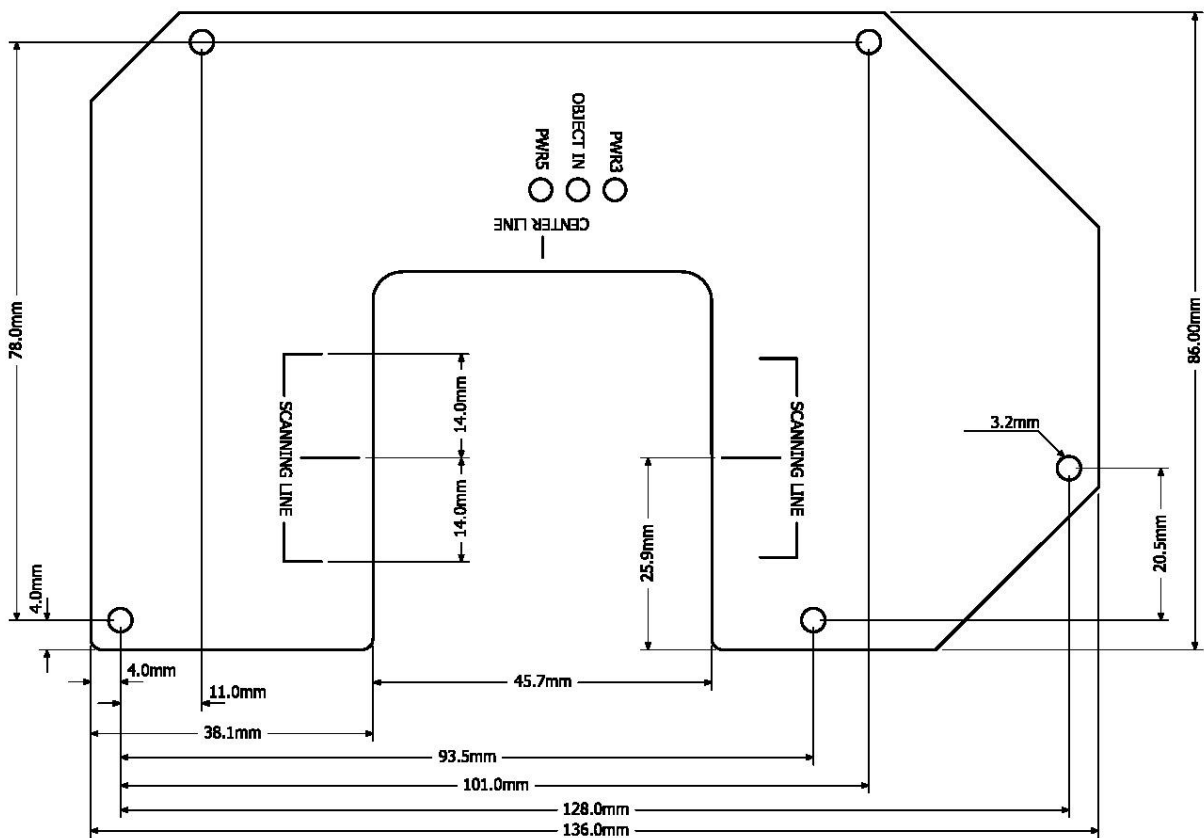 OBJECT IN
PWR5
PWR3
CENTER LINE
78.0mm
86.00mm
14.0mm
SCANNING LINE
SCANNING LINE
3.2mm
14.0mm
25.9mm
20.5mm
4.0mm
4.0mm
11.0mm
45.7mm
38.1mm
93.5mm
101.0mm
128.0mm
136.0mm